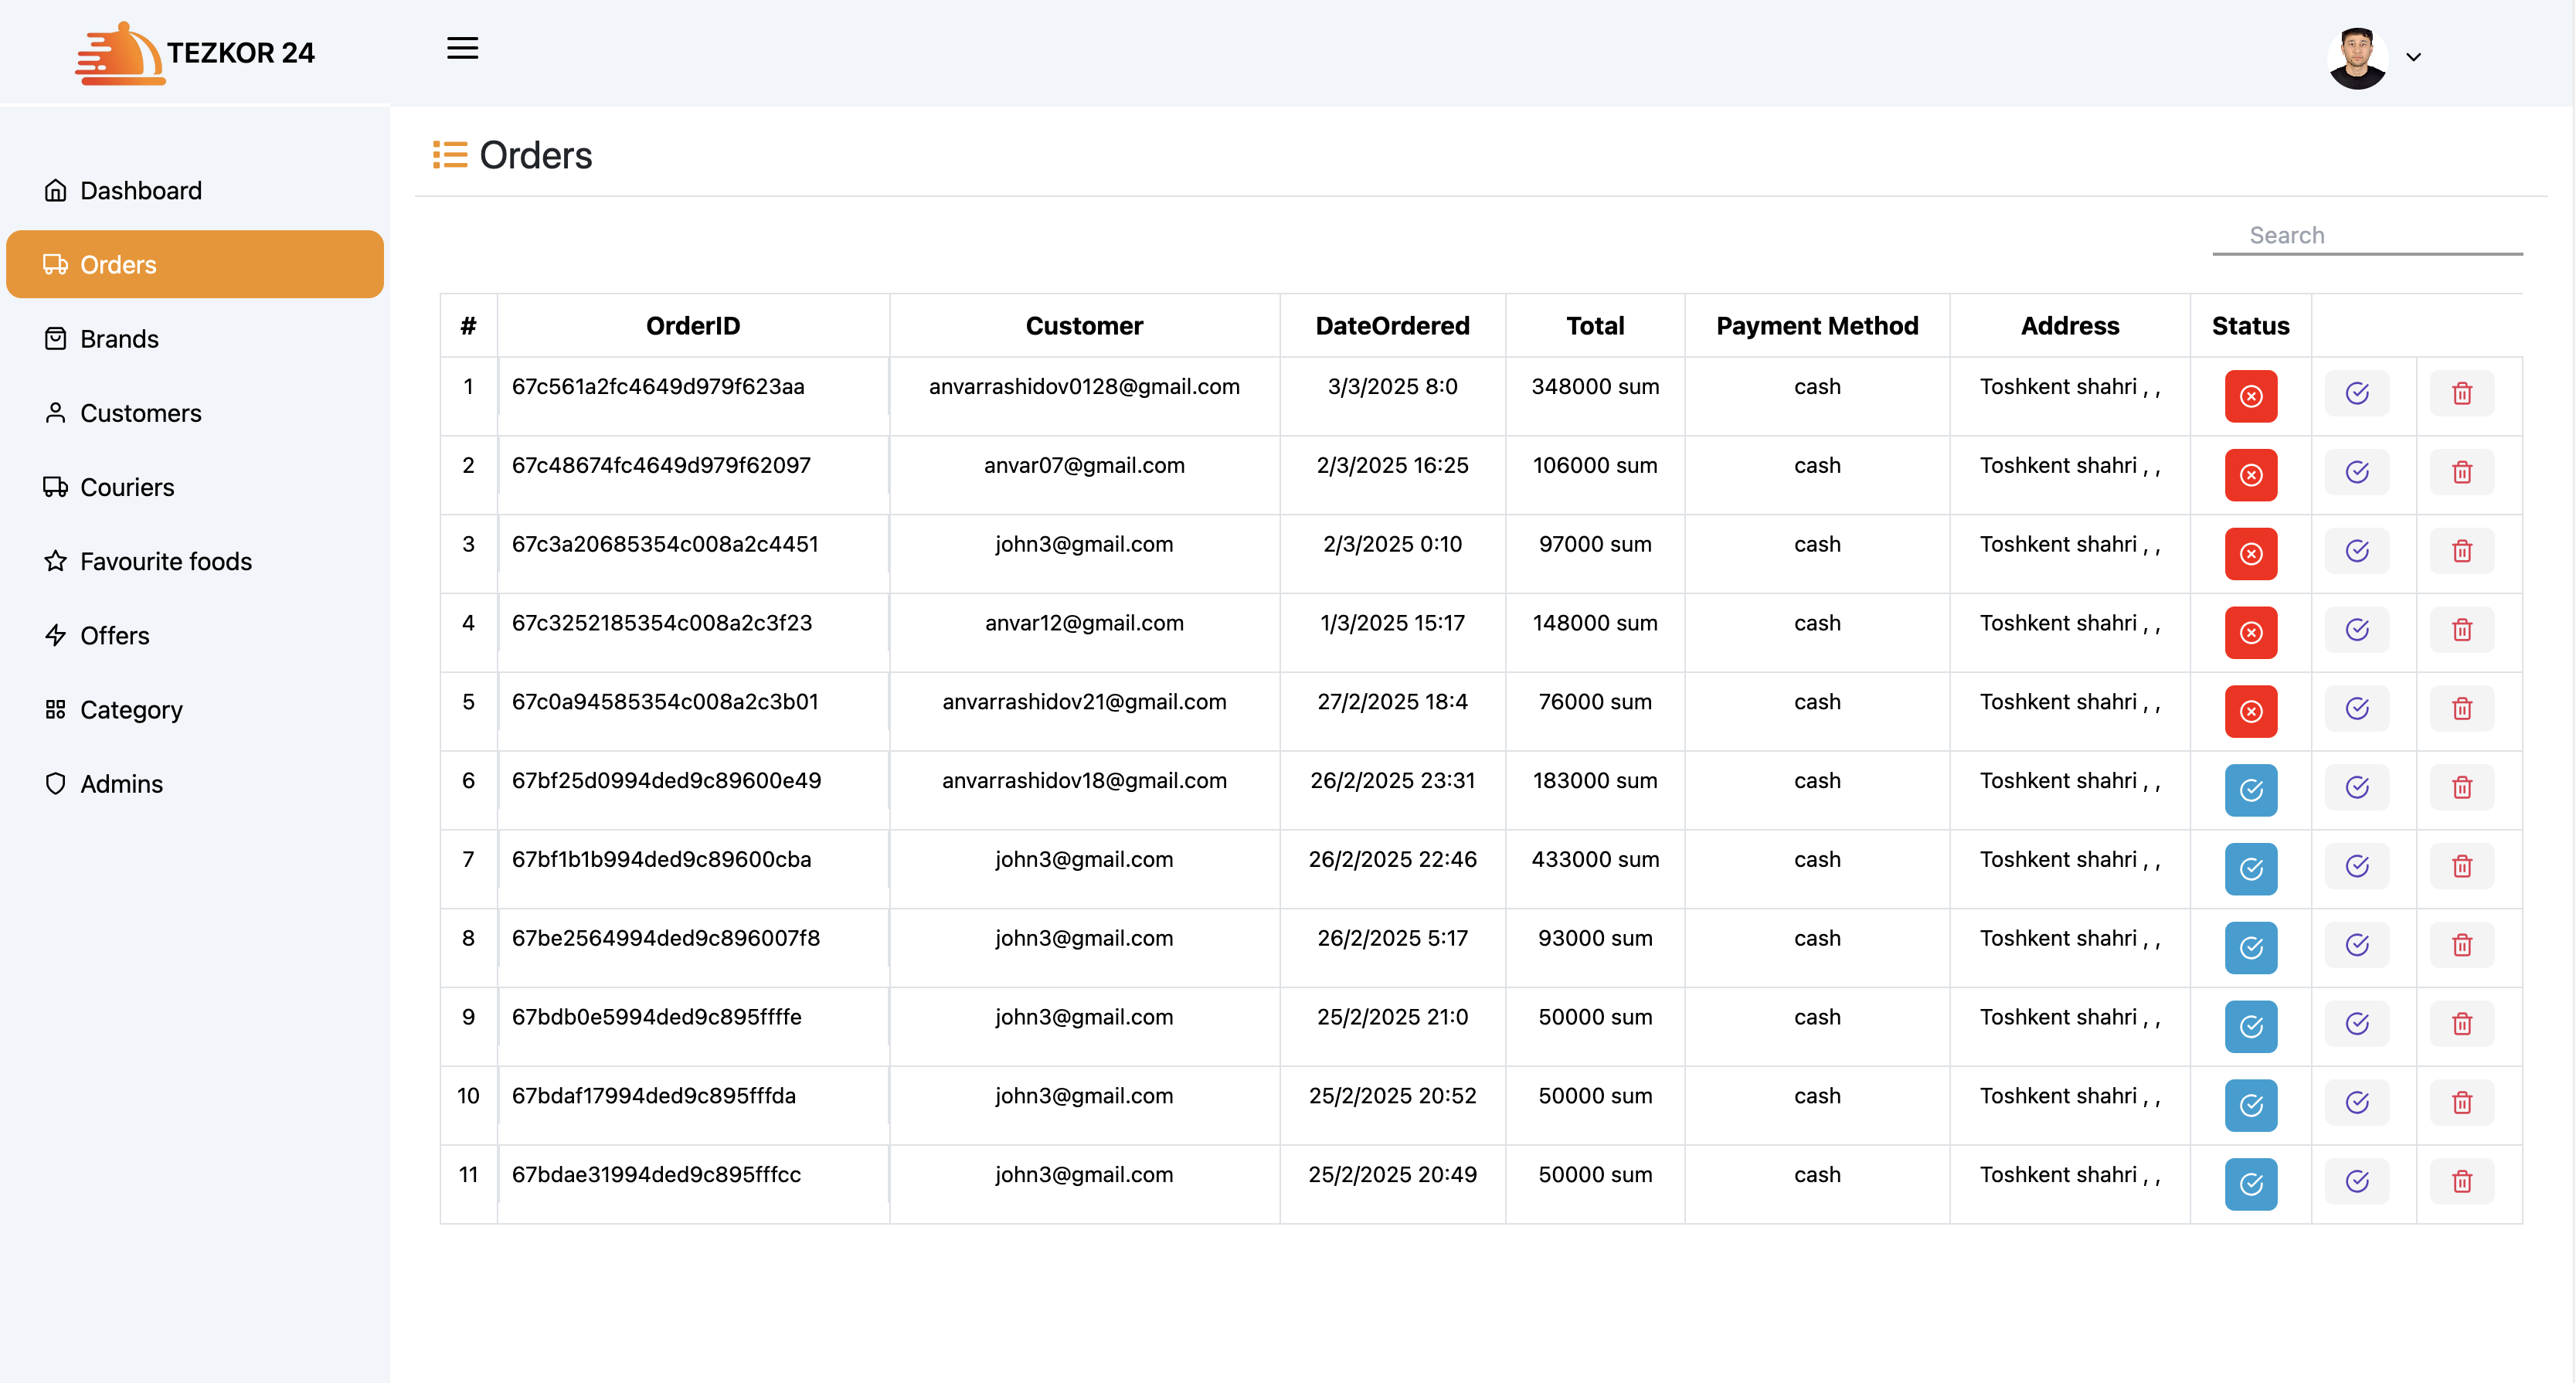 TEZKOR 24
Dashboard
Orders
Brands
Customers
Couriers
Favourite foods
Offers
Category
Admins
Orders
Search
# OrderID Customer DateOrdered Total Payment Method Address Status
1 67c561a2fc4649d979f623aa anvarrashidov0128@gmail.com 3/3/2025 8:0 348000 sum cash Toshkent shahri , ,
2 67c48674fc4649d979f62097 anvar07@gmail.com 2/3/2025 16:25 106000 sum cash Toshkent shahri , ,
3 67c3a20685354c008a2c4451 john3@gmail.com 2/3/2025 0:10 97000 sum cash Toshkent shahri , ,
4 67c3252185354c008a2c3f23 anvar12@gmail.com 1/3/2025 15:17 148000 sum cash Toshkent shahri , ,
5 67c0a94585354c008a2c3b01 anvarrashidov21@gmail.com 27/2/2025 18:4 76000 sum cash Toshkent shahri , ,
6 67bf25d0994ded9c89600e49 anvarrashidov18@gmail.com 26/2/2025 23:31 183000 sum cash Toshkent shahri , ,
7 67bf1b1b994ded9c89600cba john3@gmail.com 26/2/2025 22:46 433000 sum cash Toshkent shahri , ,
8 67be2564994ded9c896007f8 john3@gmail.com 26/2/2025 5:17 93000 sum cash Toshkent shahri , ,
9 67bdb0e5994ded9c895ffffe john3@gmail.com 25/2/2025 21:0 50000 sum cash Toshkent shahri , ,
10 67bdaf17994ded9c895fffda john3@gmail.com 25/2/2025 20:52 50000 sum cash Toshkent shahri , ,
11 67bdae31994ded9c895fffcc john3@gmail.com 25/2/2025 20:49 50000 sum cash Toshkent shahri , ,